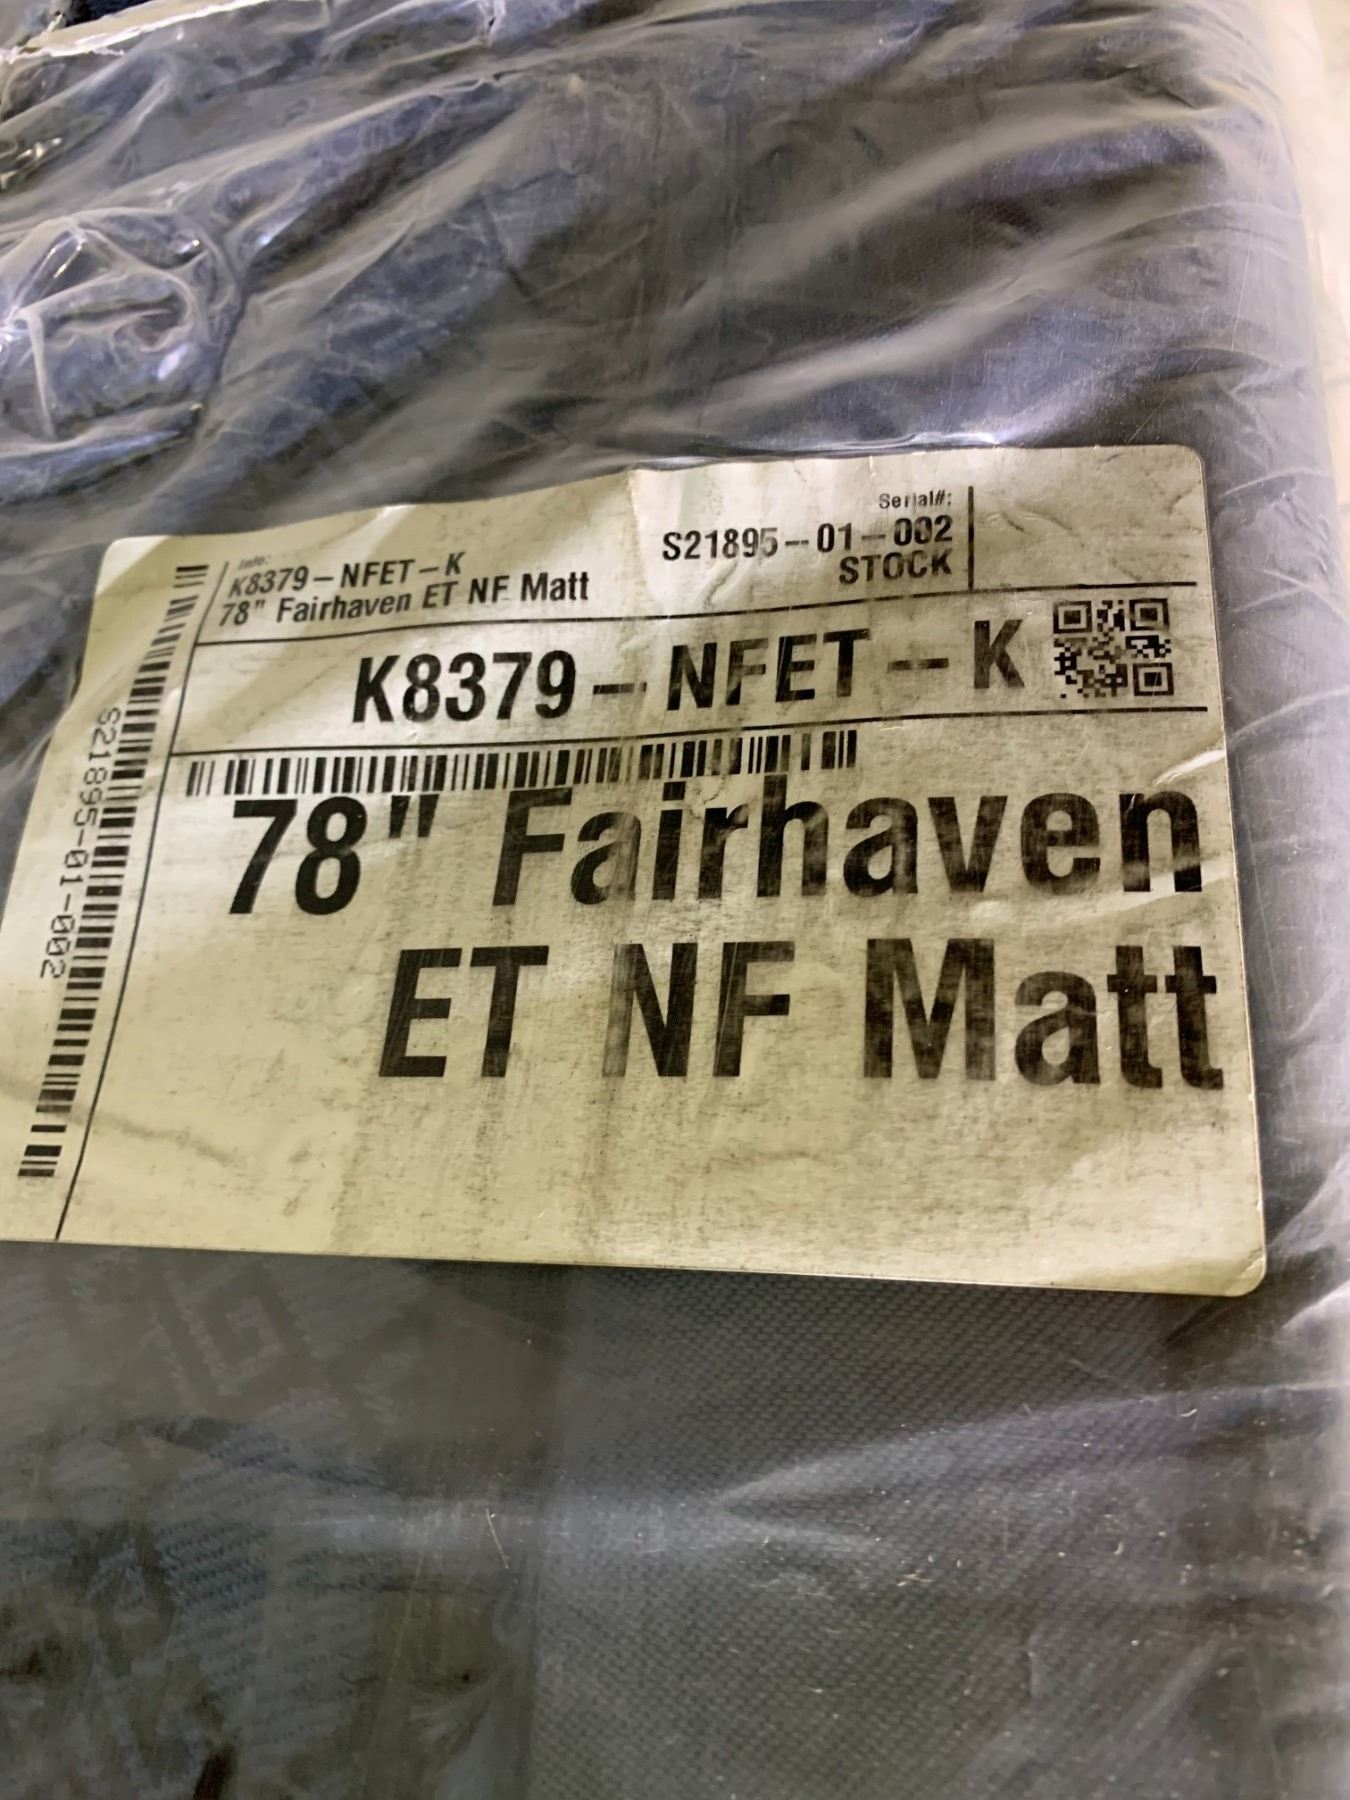 Info:
K8379-NFET-K
78" Fairhaven ET NF Matt
Serial#:
S21895-01-002
STOCK
K8379-NFET-K
78" Fairhaven
ET NF Matt
S21895-01-002